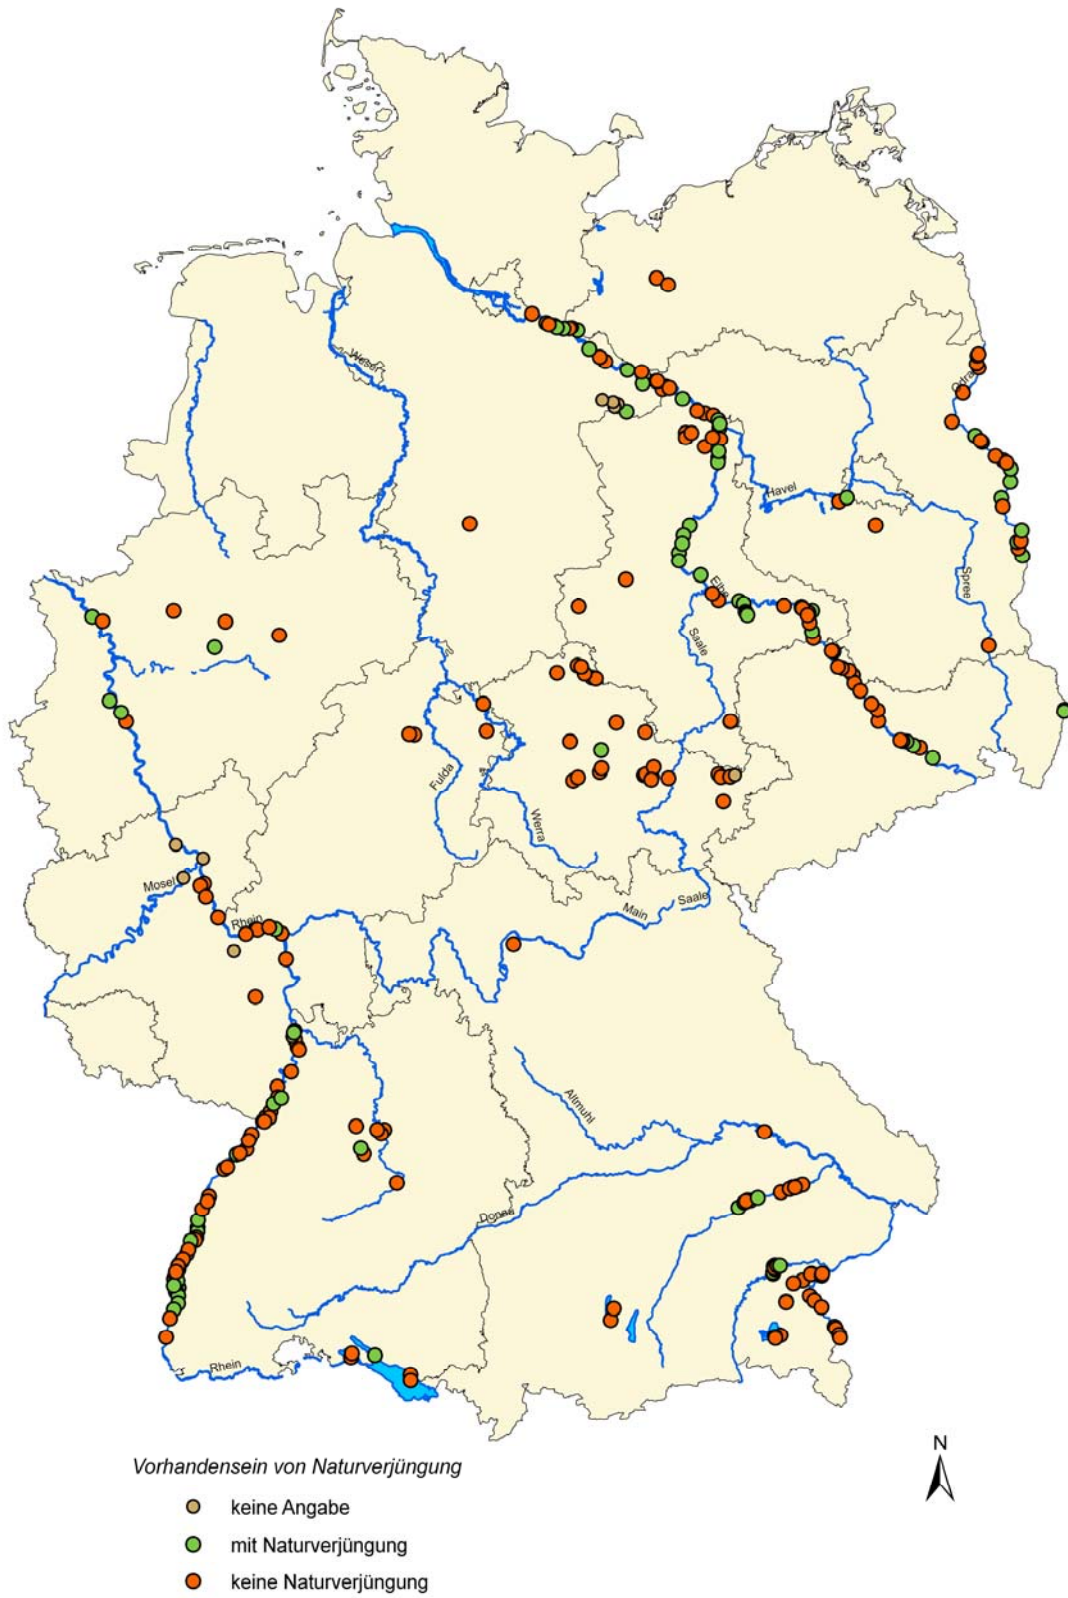 Weser
Odra
Havel
Elbe
Spree
Saale
Fulda
Werra
Mosel
Rhein
Main
Saale
Altmühl
Donau
Rhein
N
Vorhandensein von Naturverjüngung
keine Angabe
mit Naturverjüngung
keine Naturverjüngung